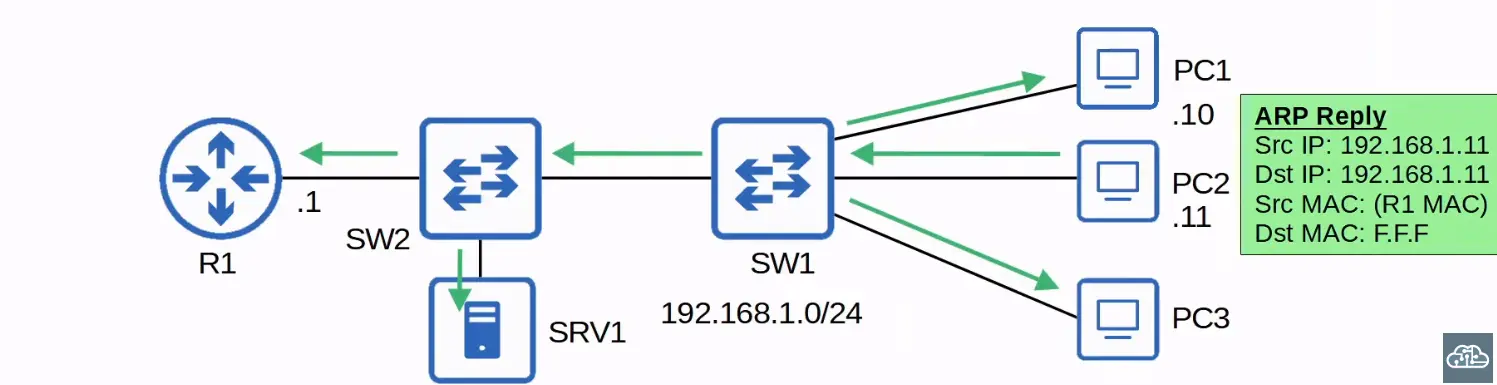 PC1
.10
ARP Reply
Src IP: 192.168.1.11
Dst IP: 192.168.1.11
Src MAC: (R1 MAC)
Dst MAC: F.F.F
PC2
.11
.1
SW2
R1
SW1
192.168.1.0/24
SRV1
PC3